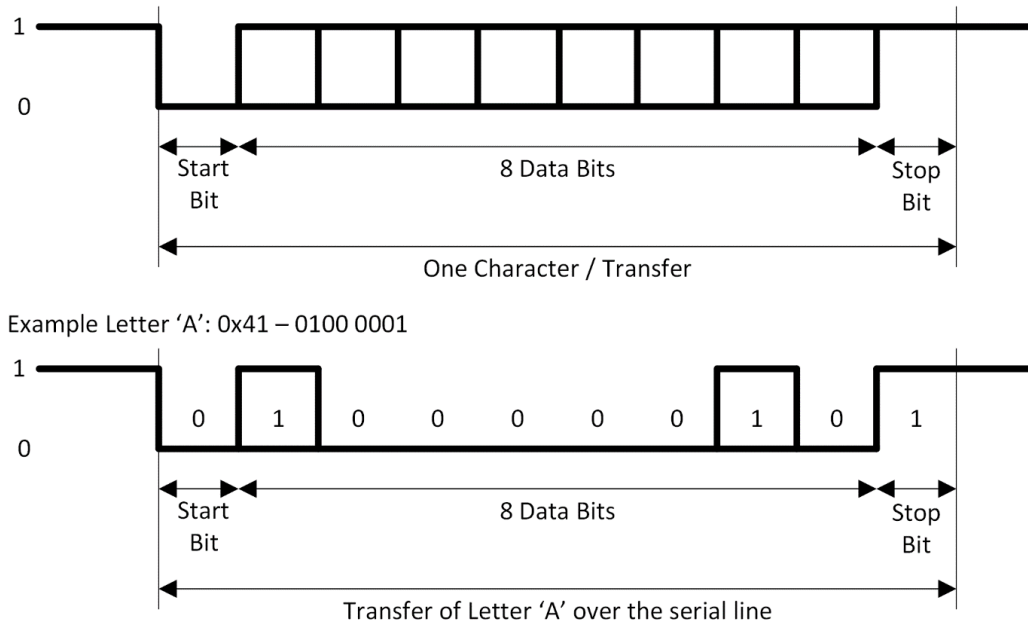 1
0
Start
Bit
8 Data Bits
Stop
Bit
One Character / Transfer
Example Letter ‘A’: 0x41 – 0100 0001
1
0 1 0 0 0 0 0 1 0 1
0
Start
Bit
8 Data Bits
Stop
Bit
Transfer of Letter ‘A’ over the serial line